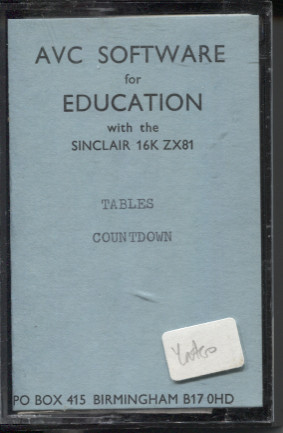 AVC SOFTWARE
for
EDUCATION
with the
SINCLAIR 16K ZX81
TABLES
COUNTDOWN
PO BOX 415 BIRMINGHAM B17 0HD